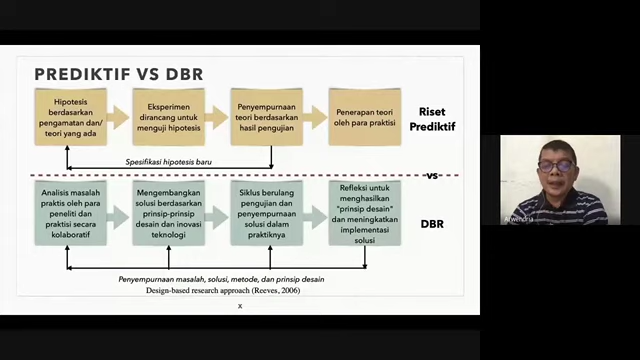 PREDIKTIF VS DBR
Hipotesis
berdasarkan
pengamatan dan/
teori yang ada
Eksperimen
dirancang untuk
menguji hipotesis
Penyempurnaan
teori berdasarkan
hasil pengujian
Penerapan teori
oleh para praktisi
Riset
Prediktif
Spesifikasi hipotesis baru
vs
Analisis masalah
praktis oleh para
peneliti dan
praktisi secara
kolaboratif
Mengembangkan
solusi berdasarkan
prinsip-prinsip
desain dan inovasi
teknologi
Siklus berulang
pengujian dan
penyempurnaan
solusi dalam
praktiknya
Refleksi untuk
menghasilkan
"prinsip desain"
dan meningkatkan
implementasi
solusi
DBR
Penyempurnaan masalah, solusi, metode, dan prinsip desain
Design-based research approach (Reeves, 2006)
X